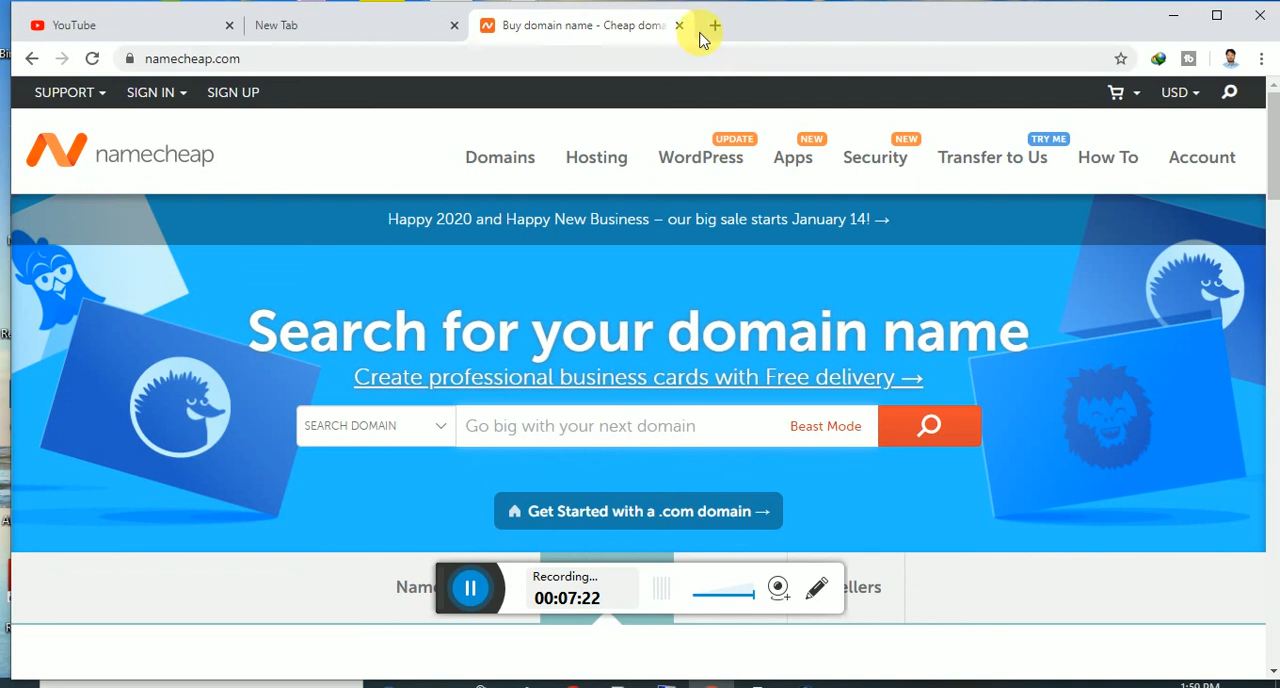 YouTube
New Tab
Buy domain name - Cheap doma
namecheap.com
SUPPORT
SIGN IN
SIGN UP
USD
namecheap
UPDATE
NEW
NEW
TRY ME
Domains
Hosting
WordPress
Apps
Security
Transfer to Us
How To
Account
Happy 2020 and Happy New Business – our big sale starts January 14! →
Search for your domain name
Create professional business cards with Free delivery →
SEARCH DOMAIN
Go big with your next domain
Beast Mode
Get Started with a .com domain →
Recording...
00:07:22
1:59 PM